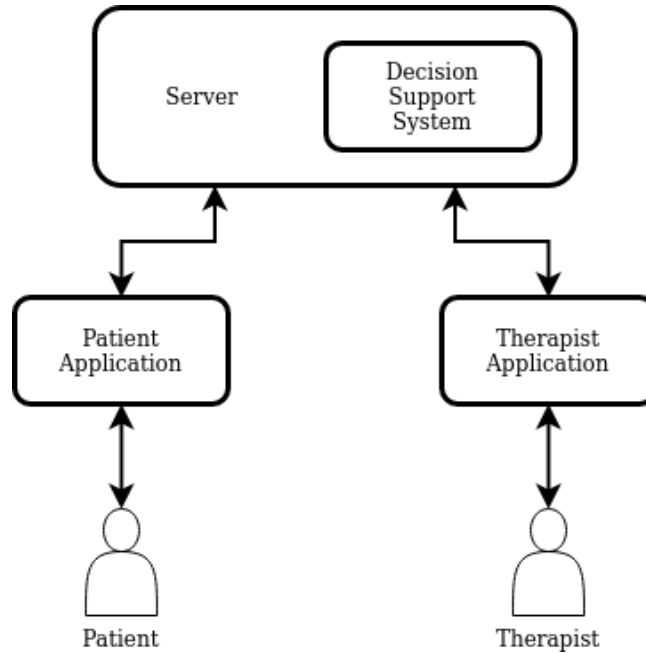 Server
Decision
Support
System
Patient
Application
Therapist
Application
Patient
Therapist